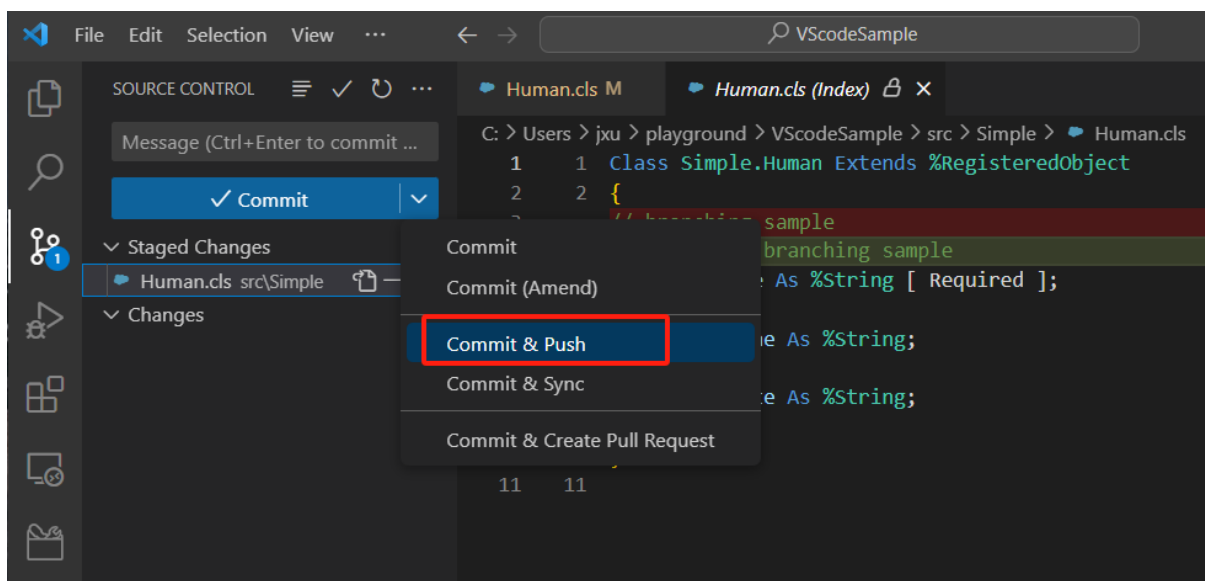 File Edit Selection View ··· VScodeSample
SOURCE CONTROL
Human.cls M
Human.cls (Index)
Message (Ctrl+Enter to commit ...
Commit
Staged Changes
Human.cls src\Simple
Changes
1
Commit
Commit (Amend)
Commit & Push
Commit & Sync
Commit & Create Pull Request
C: > Users > jxu > playground > VScodeSample > src > Simple > Human.cls
1 1 Class Simple.Human Extends %RegisteredObject
2 2 {
// branching sample
branching sample
As %String [ Required ];
As %String;
As %String;
11 11